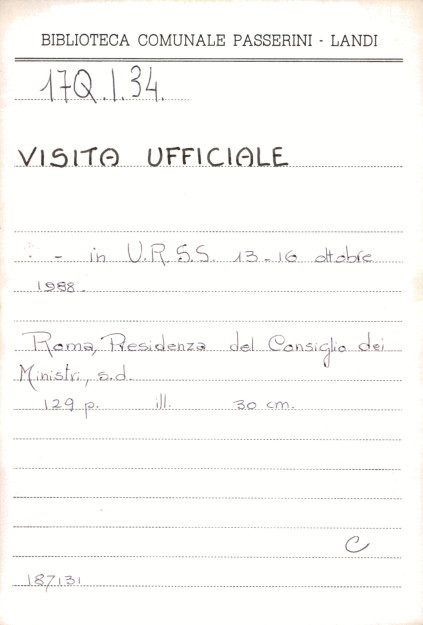 BIBLIOTECA COMUNALE PASSERINI - LANDI
17Q.I.34.
VISITA UFFICIALE
: - in U.R.S.S. 13-16 ottobre
1988.
Roma, Presidenza del Consiglio dei
Ministri, s.d.
129 p. ill. 30 cm.
C
187131